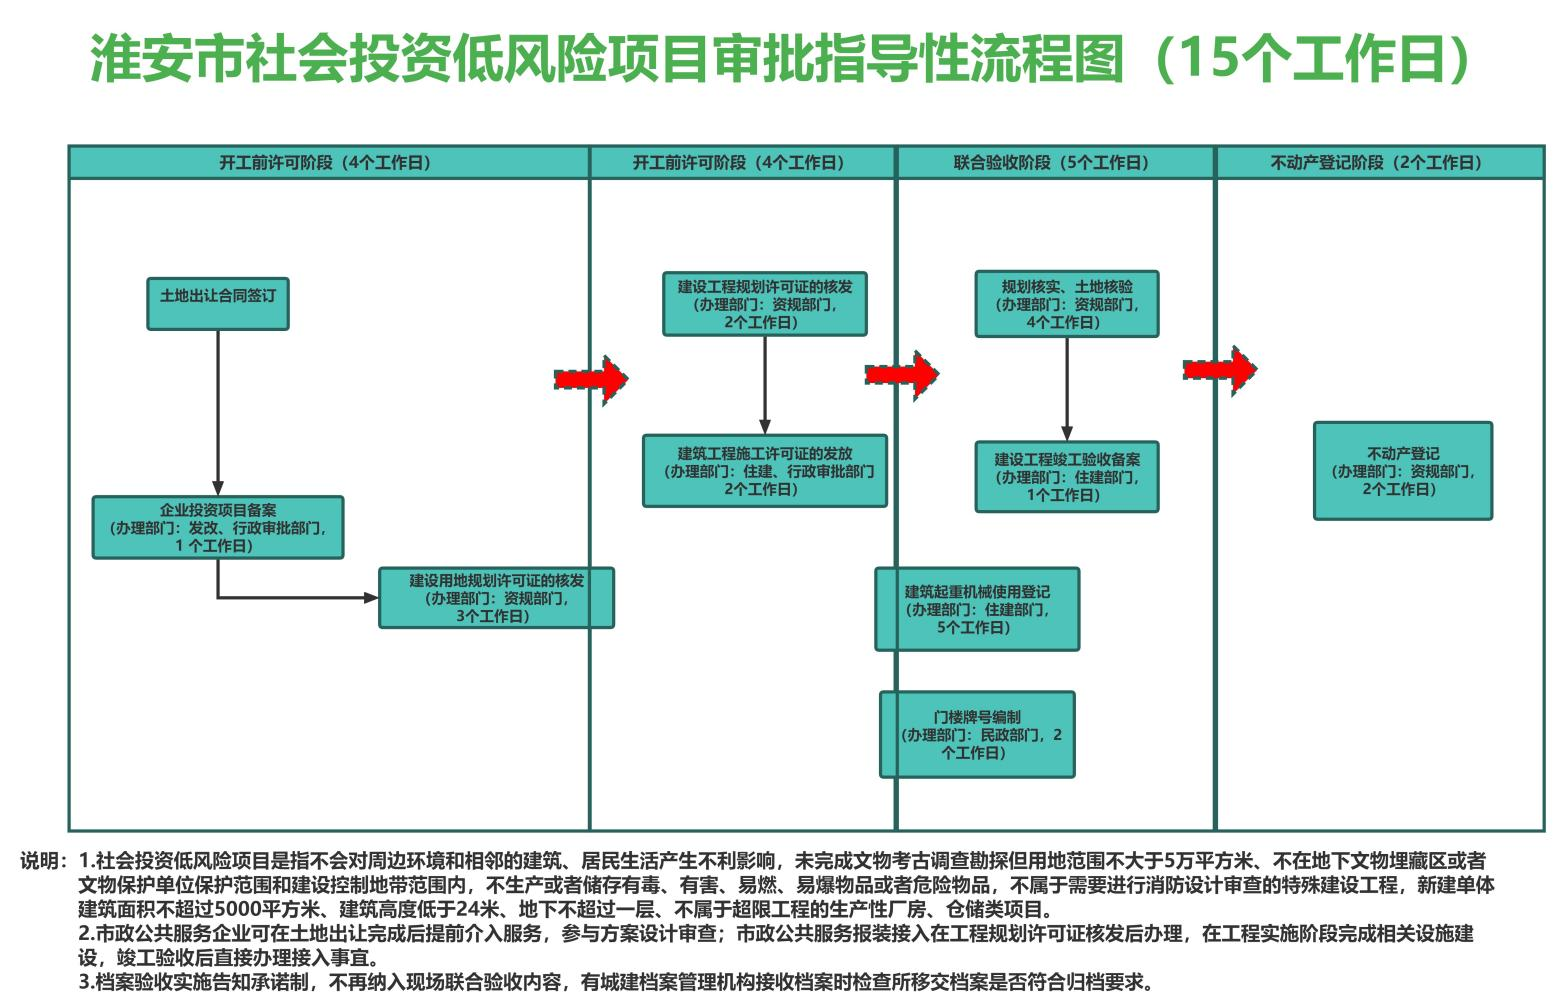 淮安市社会投资低风险项目审批指导性流程图（15个工作日）
开工前许可阶段（4个工作日）
开工前许可阶段（4个工作日）
联合验收阶段（5个工作日）
不动产登记阶段（2个工作日）
土地出让合同签订
企业投资项目备案
（办理部门：发改、行政审批部门，
1 个工作日）
建设用地规划许可证的核发
（办理部门：资规部门，
3个工作日）
建设工程规划许可证的核发
（办理部门：资规部门，
2个工作日）
建筑工程施工许可证的发放
（办理部门：住建、行政审批部门
2个工作日）
规划核实、土地核验
（办理部门：资规部门，
4个工作日）
建设工程竣工验收备案
（办理部门：住建部门，
1个工作日）
建筑起重机械使用登记
（办理部门：住建部门，
5个工作日）
门楼牌号编制
（办理部门：民政部门，2
个工作日）
不动产登记
（办理部门：资规部门，
2个工作日）
说明：1.社会投资低风险项目是指不会对周边环境和相邻的建筑、居民生活产生不利影响，未完成文物考古调查勘探但用地范围不大于5万平方米、不在地下文物埋藏区或者
文物保护单位保护范围和建设控制地带范围内，不生产或者储存有毒、有害、易燃、易爆物品或者危险物品，不属于需要进行消防设计审查的特殊建设工程，新建单体
建筑面积不超过5000平方米、建筑高度低于24米、地下不超过一层、不属于超限工程的生产性厂房、仓储类项目。
2.市政公共服务企业可在土地出让完成后提前介入服务，参与方案设计审查；市政公共服务报装接入在工程规划许可证核发后办理，在工程实施阶段完成相关设施建
设，竣工验收后直接办理接入事宜。
3.档案验收实施告知承诺制，不再纳入现场联合验收内容，有城建档案管理机构接收档案时检查所移交档案是否符合归档要求。